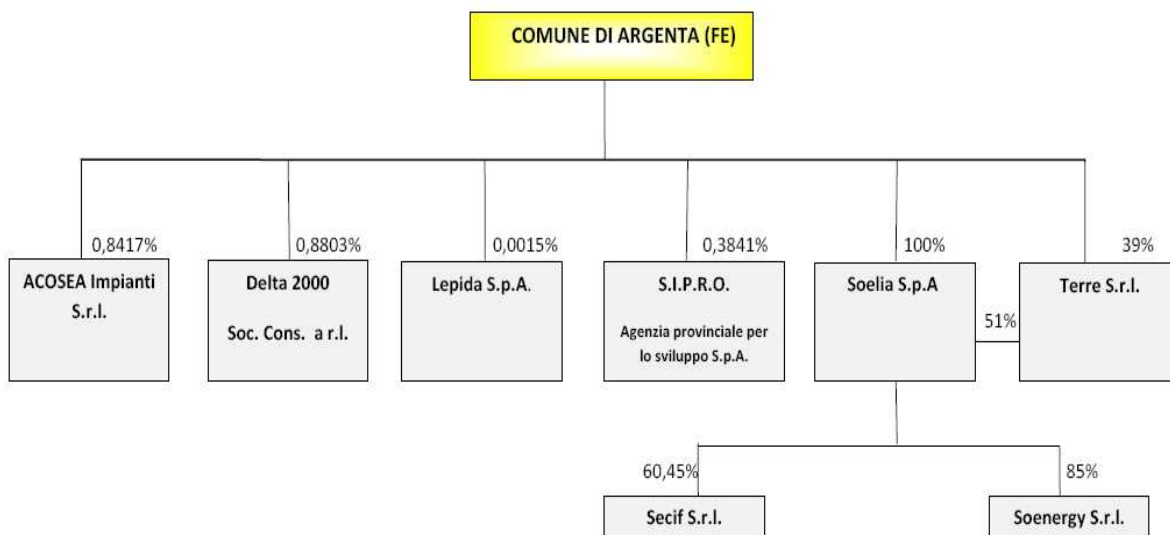 COMUNE DI ARGENTA (FE)
0,8417%
0,8803%
0,0015%
0,3841%
100%
39%
ACOSEA Impianti
S.r.l.
Delta 2000
Soc. Cons. a r.l.
Lepida S.p.A.
S.I.P.R.O.
Agenzia provinciale per
lo sviluppo S.p.A.
Soelia S.p.A
51%
Terre S.r.l.
60,45%
85%
Secif S.r.l.
Soenergy S.r.l.